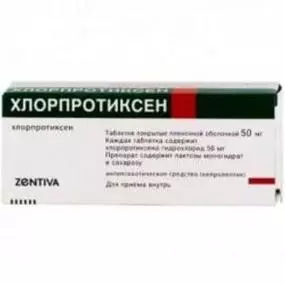 ХЛОРПРОТИКСЕН
хлорпротиксен
Таблетки покрытые пленочной оболочкой 50 мг
Каждая таблетка содержит
хлорпротиксена гидрохлорид 50 мг
Препарат содержит лактозы моногидрат
и сахарозу
антипсихотическое средство (нейролептик)
Для приема внутрь
ZENTIVA